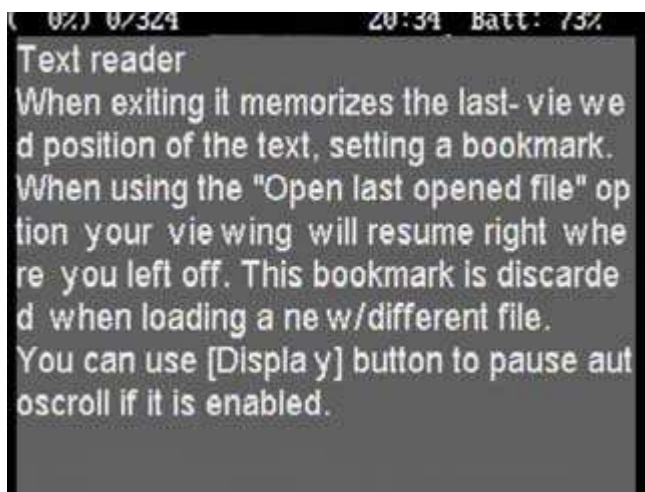 ( 0%) 0/324 20:34 Batt: 73%
Text reader
When exiting it memorizes the last- vie we
d position of the text, setting a bookmark.
When using the "Open last opened file" op
tion your vie wing will resume right whe
re you left off. This bookmark is discarde
d when loading a ne w/different file.
You can use [Displa y] button to pause aut
oscroll if it is enabled.